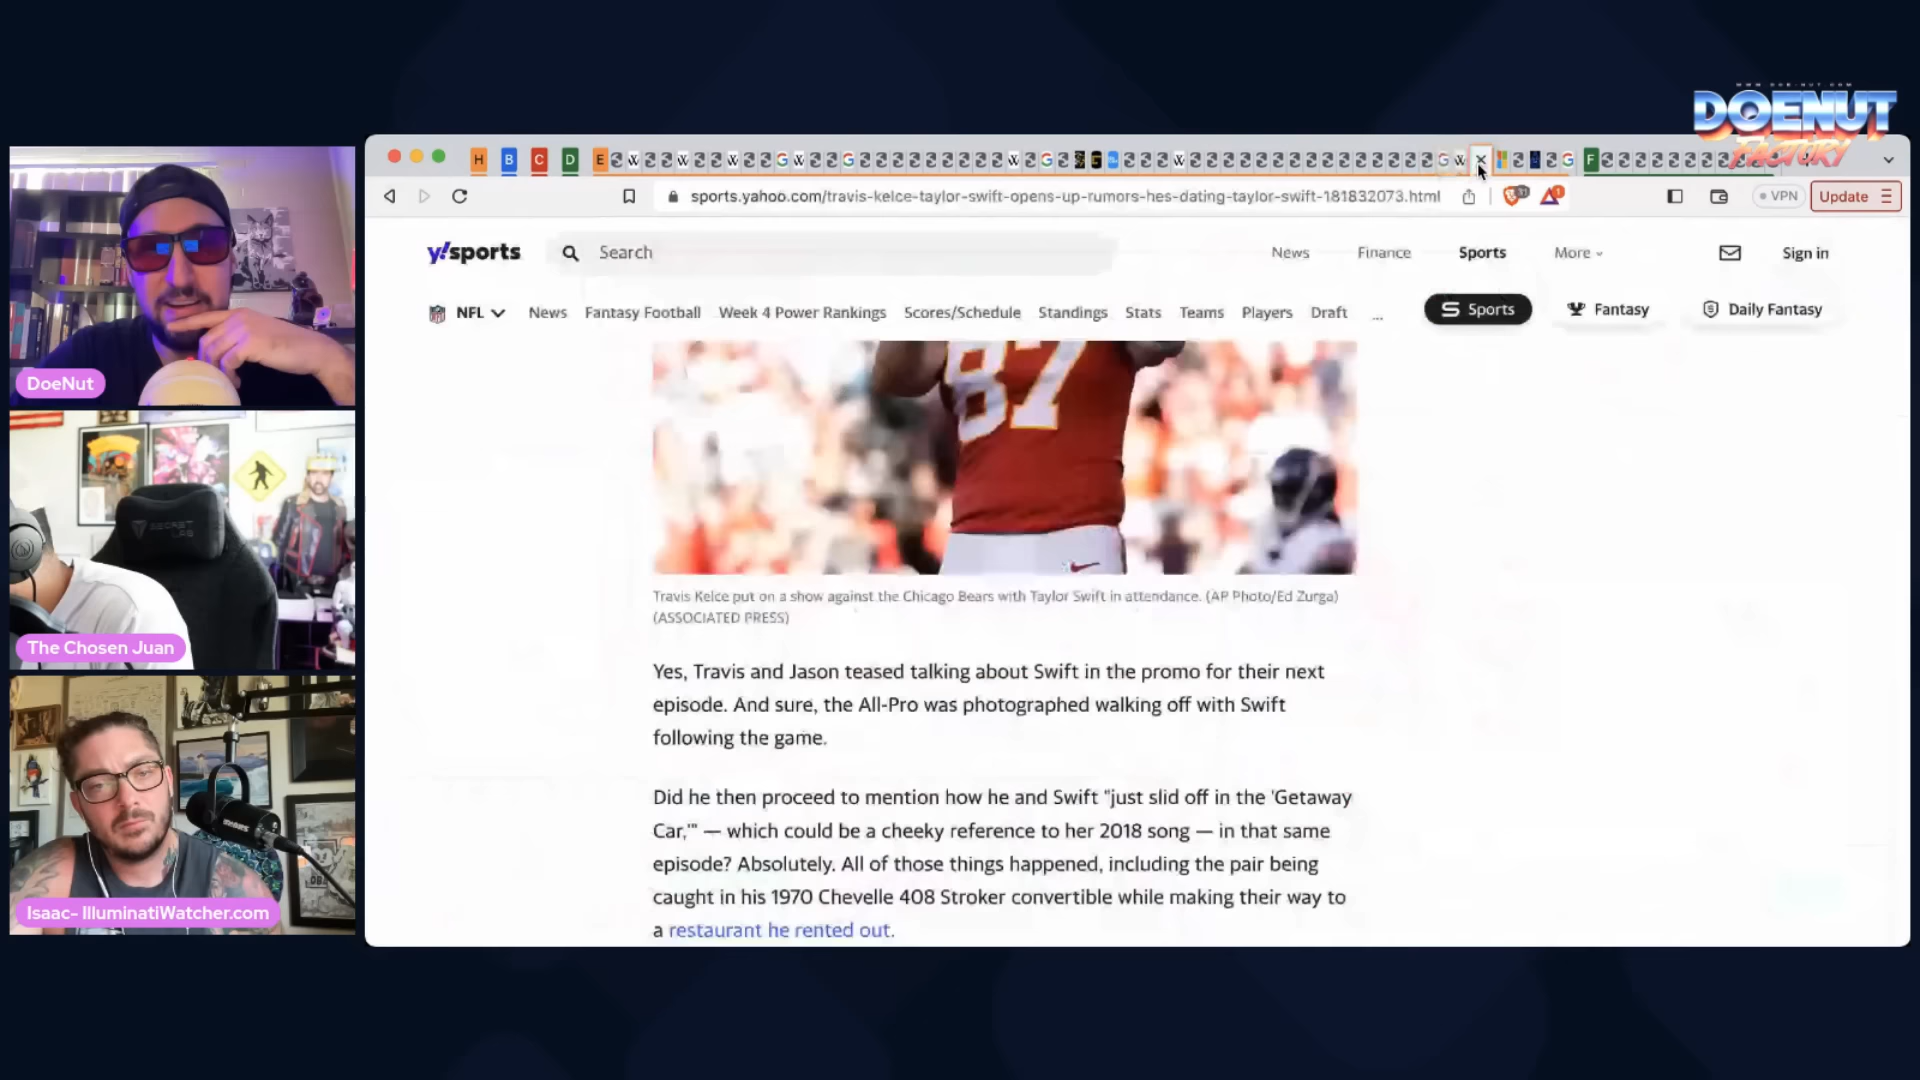 WWW.DOE-NUT.COM
DOENUT
FACTORY
H B C D E F
sports.yahoo.com/travis-kelce-taylor-swift-opens-up-rumors-hes-dating-taylor-swift-181832073.html
VPN
Update
y!sports
Search
News Finance Sports More
Sign in
NFL News Fantasy Football Week 4 Power Rankings Scores/Schedule Standings Stats Teams Players Draft ...
Sports Fantasy Daily Fantasy
87
Travis Kelce put on a show against the Chicago Bears with Taylor Swift in attendance. (AP Photo/Ed Zurga)
(ASSOCIATED PRESS)
Yes, Travis and Jason teased talking about Swift in the promo for their next
episode. And sure, the All-Pro was photographed walking off with Swift
following the game.
Did he then proceed to mention how he and Swift "just slid off in the 'Getaway
Car,'" — which could be a cheeky reference to her 2018 song — in that same
episode? Absolutely. All of those things happened, including the pair being
caught in his 1970 Chevelle 408 Stroker convertible while making their way to
a restaurant he rented out.
DoeNut
SECRET
LAB
The Chosen Juan
Isaac- IlluminatiWatcher.com